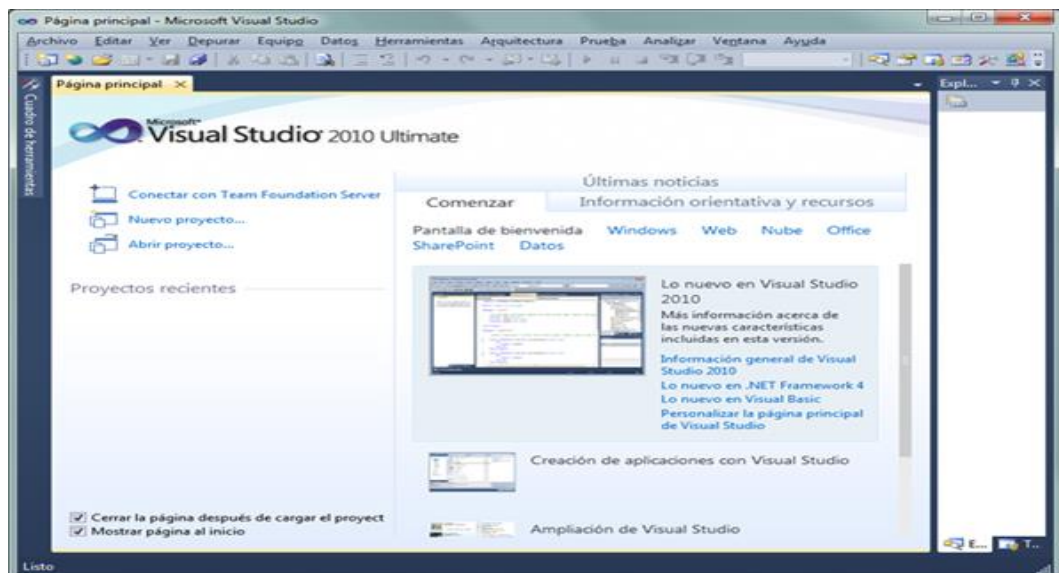 Página principal - Microsoft Visual Studio
Archivo Editar Ver Depurar Equipo Datos Herramientas Arquitectura Prueba Analizar Ventana Ayuda
Cuadro de herramientas
Página principal
Expl...
Microsoft
Visual Studio 2010 Ultimate
Conectar con Team Foundation Server
Nuevo proyecto...
Abrir proyecto...
Proyectos recientes
Cerrar la página después de cargar el proyect
Mostrar página al inicio
Últimas noticias
Comenzar
Información orientativa y recursos
Pantalla de bienvenida Windows Web Nube Office
SharePoint Datos
Lo nuevo en Visual Studio
2010
Más información acerca de
las nuevas características
incluidas en esta versión.
Información general de Visual
Studio 2010
Lo nuevo en .NET Framework 4
Lo nuevo en Visual Basic
Personalizar la página principal
de Visual Studio
Creación de aplicaciones con Visual Studio
Ampliación de Visual Studio
E... T...
Listo